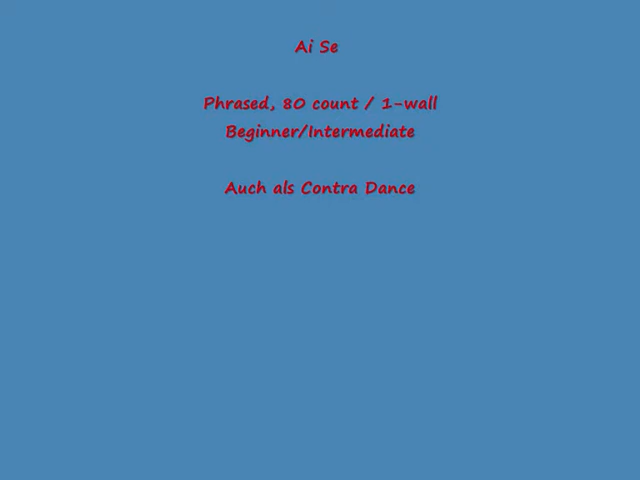 Ai Se
Phrased, 80 count / 1-wall
Beginner/Intermediate
Auch als Contra Dance